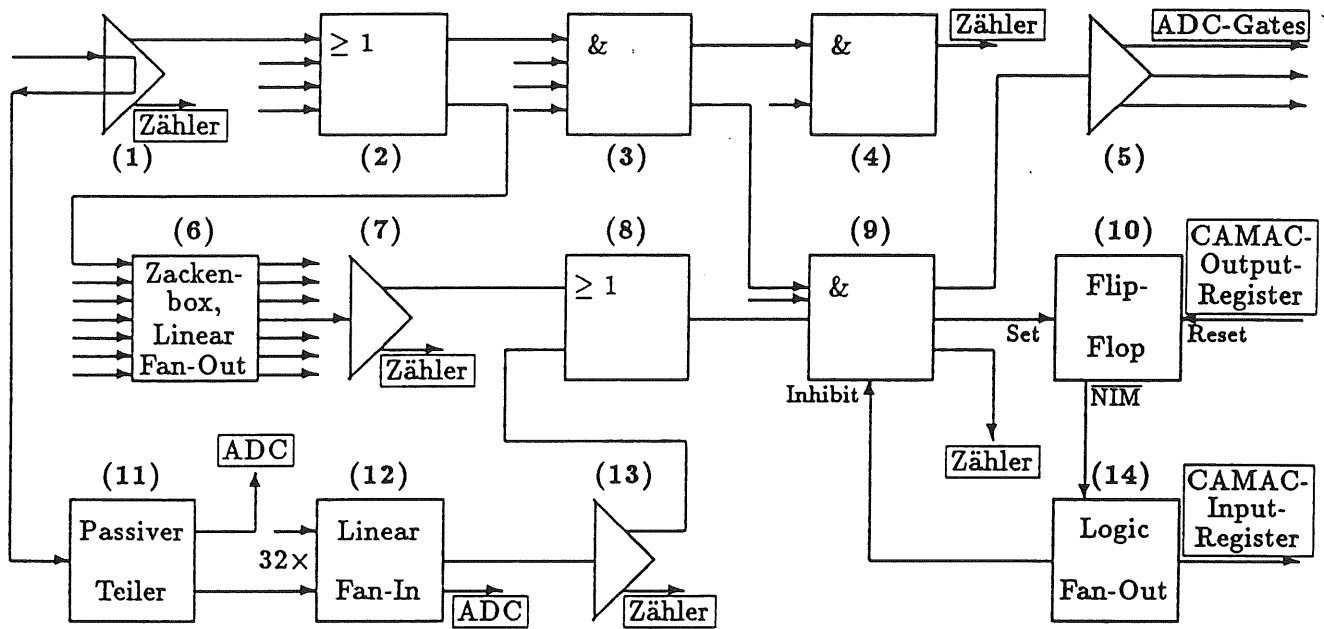 Zähler
(1)
≥ 1
(2)
&
(3)
&
Zähler
(4)
ADC-Gates
(5)
(6)
Zacken-
box,
Linear
Fan-Out
(7)
Zähler
(8)
≥ 1
(9)
&
Inhibit
Set
(10)
Flip-
Flop
CAMAC-
Output-
Register
Reset
NIM
Zähler
(11)
Passiver
Teiler
ADC
32×
(12)
Linear
Fan-In
ADC
(13)
Zähler
(14)
Logic
Fan-Out
CAMAC-
Input-
Register